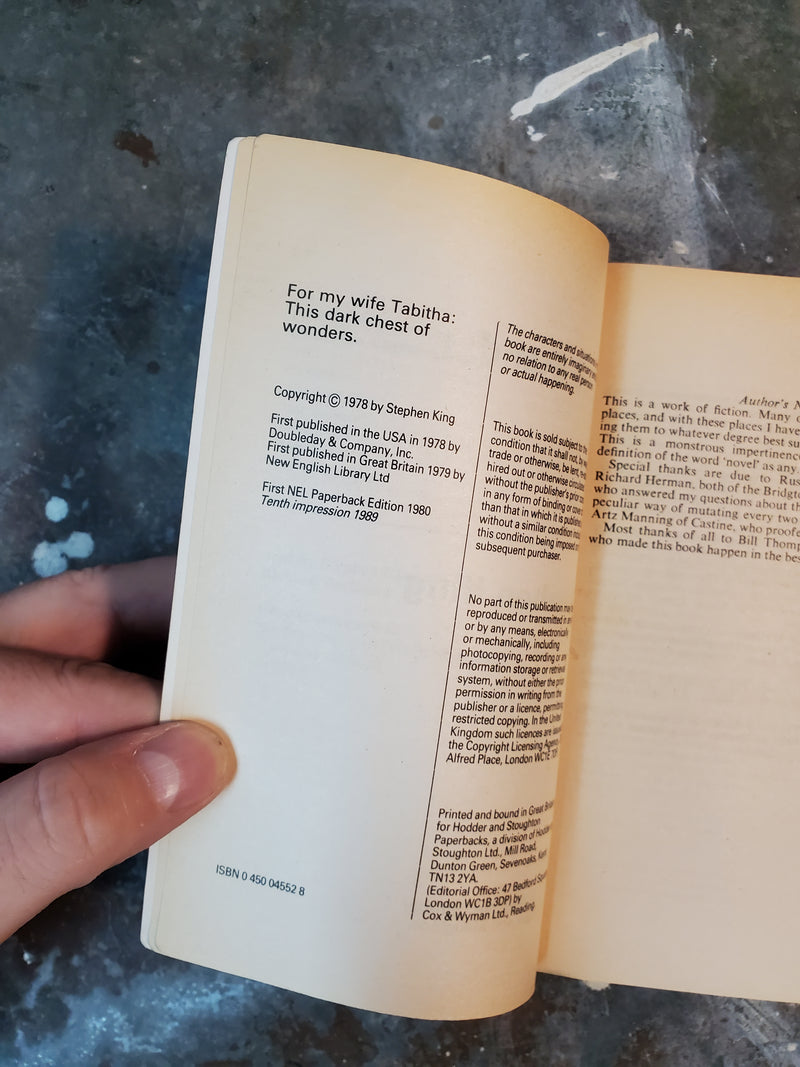 For my wife Tabitha:
This dark chest of
wonders.
Copyright © 1978 by Stephen King
First published in the USA in 1978 by
Doubleday & Company, Inc.
First published in Great Britain 1979 by
New English Library Ltd
First NEL Paperback Edition 1980
Tenth impression 1989
ISBN 0 450 04552 8
The characters and situations
book are entirely imaginary
no relation to any real person
or actual happening.
This book is sold subject to the
condition that it shall not, by
trade or otherwise, be lent,
hired out or otherwise
without the publisher's prior
in any form of binding or
than that in which it is
without a similar condition
this condition being imposed
subsequent purchaser.
No part of this publication may
reproduced or transmitted in
or by any means, electronically
or mechanically, including
photocopying, recording or
information storage or retrieval
system, without either the prior
permission in writing from the
publisher or a licence, permitting
restricted copying. In the United
Kingdom such licences are
the Copyright Licensing Agency,
Alfred Place, London WC1E
Printed and bound in Great
for Hodder and Stoughton
Paperbacks, a division of
Stoughton Ltd., Mill Road,
Dunton Green, Sevenoaks,
TN13 2YA.
(Editorial Office: 47 Bedford
London WC1B 3DP) by
Cox & Wyman Ltd., Reading.
Author's
This is a work of fiction. Many
places, and with these places I have
ing them to whatever degree best
This is a monstrous impertinence
definition of the word 'novel' as any
Special thanks are due to
Richard Herman, both of the
who answered my questions about
peculiar way of mutating every two
Artz Manning of Castine, who
Most thanks of all to Bill
who made this book happen in the